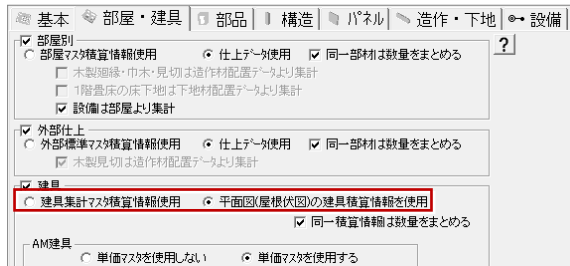 基本 部屋・建具 部品 構造 パネル 造作・下地 設備
部屋別
部屋マスタ積算情報使用 仕上データ使用 同一部材は数量をまとめる ?
木製廻縁・巾木・見切は造作材配置データより集計
1階畳床の床下地は下地材配置データより集計
設備は部屋より集計
外部仕上
外部標準マスタ積算情報使用 仕上データ使用 同一部材は数量をまとめる
木製見切は造作材配置データより集計
建具
建具集計マスタ積算情報使用 平面図(屋根伏図)の建具積算情報を使用
同一積算情報は数量をまとめる
AM建具
単価マスタを使用しない 単価マスタを使用する